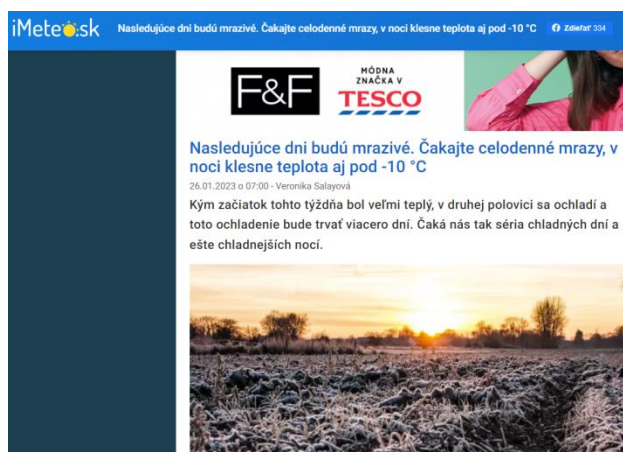 iMeteo.sk
Nasledujúce dni budú mrazivé. Čakajte celodenné mrazy, v noci klesne teplota aj pod -10 °C
Zdieľať 334
F&F
MÓDNA
ZNAČKA V
TESCO
Nasledujúce dni budú mrazivé. Čakajte celodenné mrazy, v
noci klesne teplota aj pod -10 °C
26.01.2023 o 07:00 - Veronika Salayová
Kým začiatok tohto týždňa bol veľmi teplý, v druhej polovici sa ochladí a
toto ochladenie bude trvať viacero dní. Čaká nás tak séria chladných dní a
ešte chladnejších nocí.